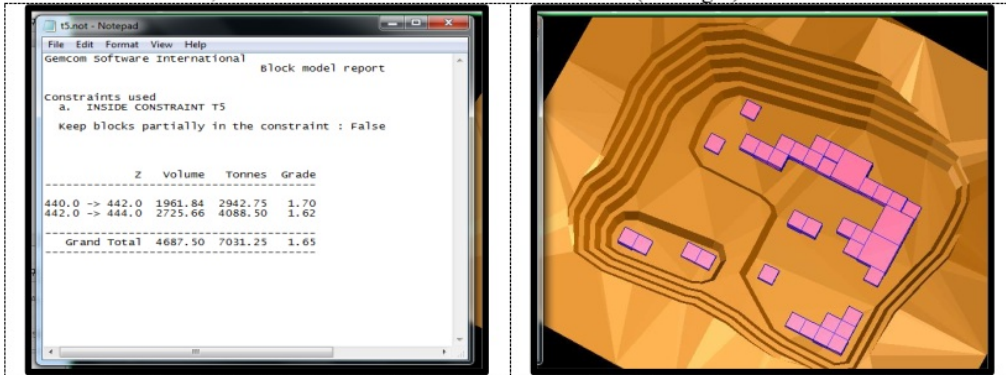 t5.not - Notepad
File Edit Format View Help
Gemcom Software International
Block model report
Constraints used
a. INSIDE CONSTRAINT T5
Keep blocks partially in the constraint : False
Z Volume Tonnes Grade
440.0 -> 442.0 1961.84 2942.75 1.70
442.0 -> 444.0 2725.66 4088.50 1.62
Grand Total 4687.50 7031.25 1.65